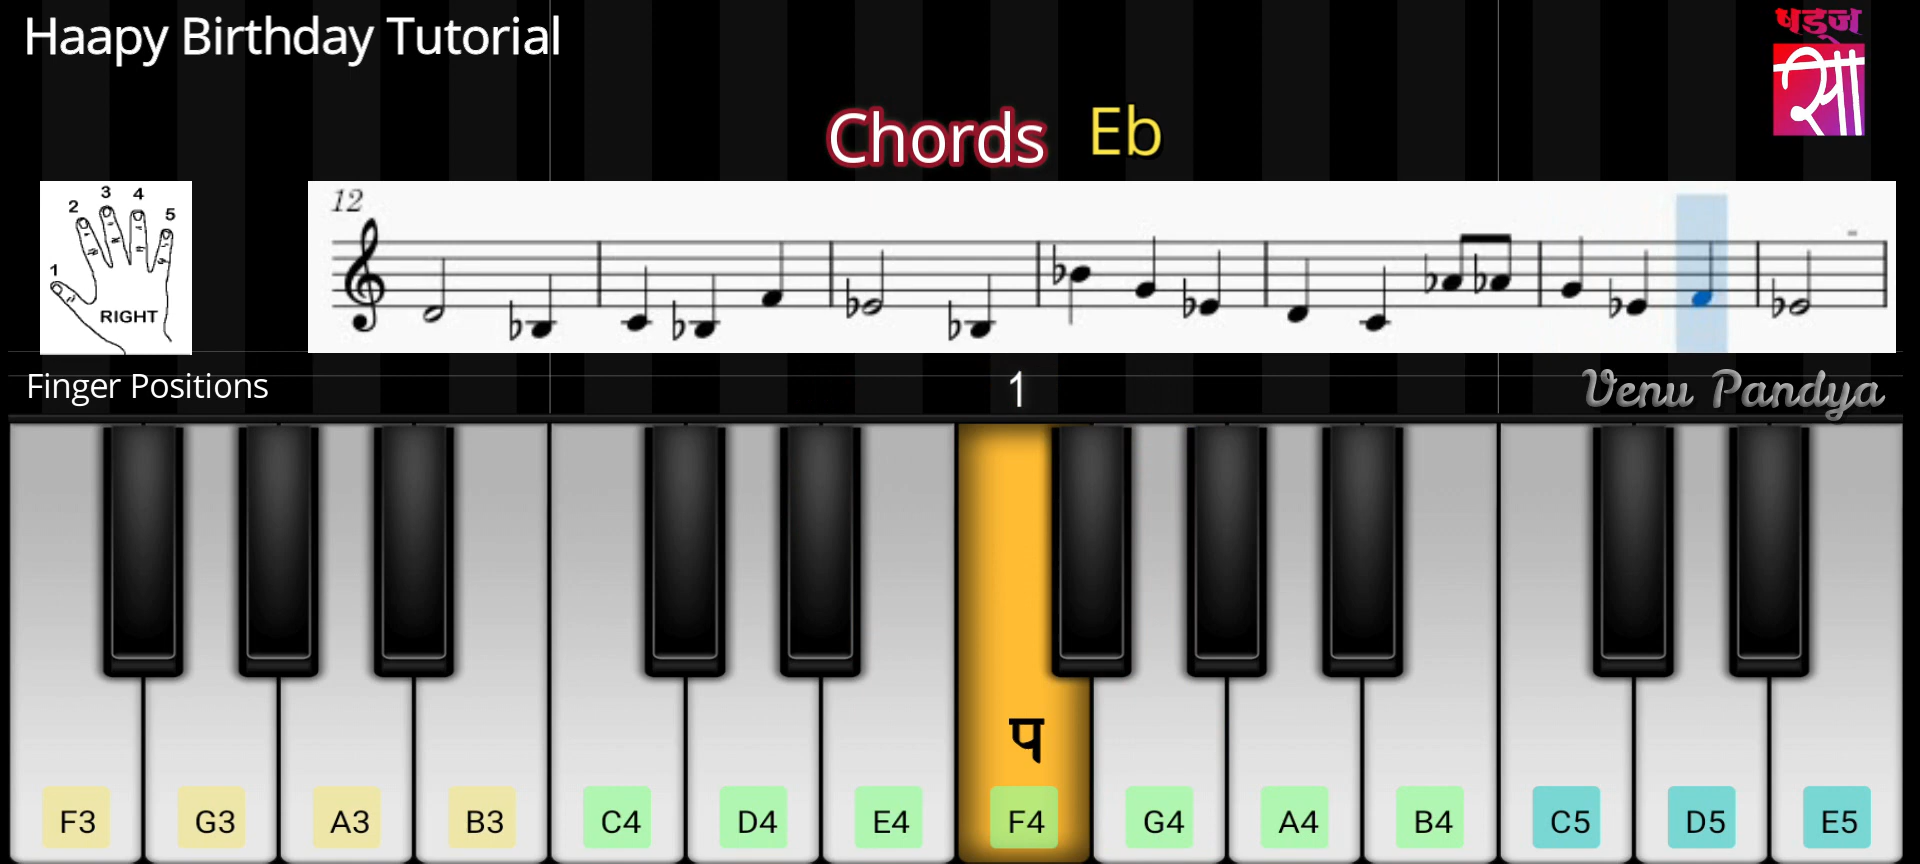 Haapy Birthday Tutorial
षड्ज
सा
Chords Eb
12
1 2 3 4 5
RIGHT
Finger Positions
1
Venu Pandya
प
F3 G3 A3 B3 C4 D4 E4 F4 G4 A4 B4 C5 D5 E5